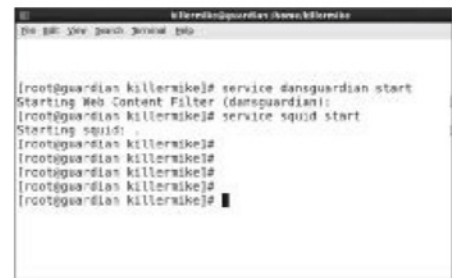 killermike@guardian:/home/killermike
File Edit View Search Terminal Help
[root@guardian killermike]# service dansguardian start
Starting Web Content Filter (dansguardian):
[root@guardian killermike]# service squid start
Starting squid: .
[root@guardian killermike]#
[root@guardian killermike]#
[root@guardian killermike]#
[root@guardian killermike]#
[root@guardian killermike]#